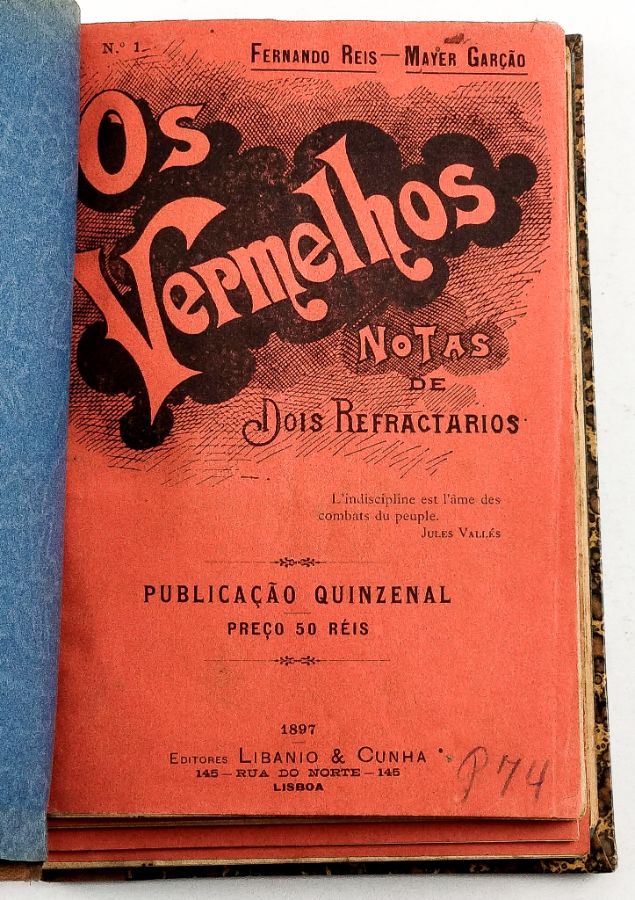 N.º 1
FERNANDO REIS — MAYER GARÇÃO
OS
VERMELHOS
NOTAS
DE
DOIS REFRACTARIOS
L'indiscipline est l'âme des
combats du peuple.
JULES VALLÉS
PUBLICAÇÃO QUINZENAL
PREÇO 50 RÉIS
1897
EDITORES LIBANIO & CUNHA
145 — RUA DO NORTE — 145
LISBOA
P74